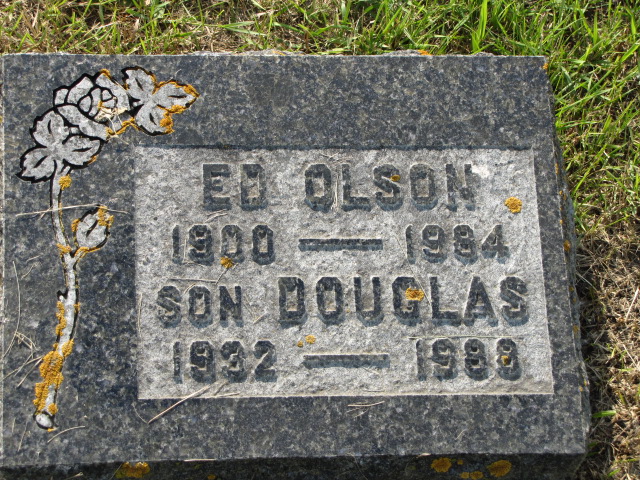 ED OLSON
1900 — 1984
SON DOUGLAS
1932 — 1988